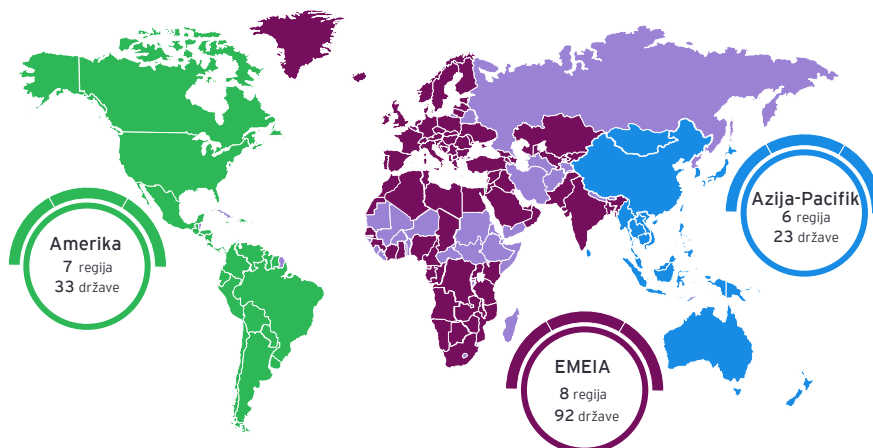 Amerika
7 regija
33 države
Azija-Pacifik
6 regija
23 države
EMEIA
8 regija
92 države